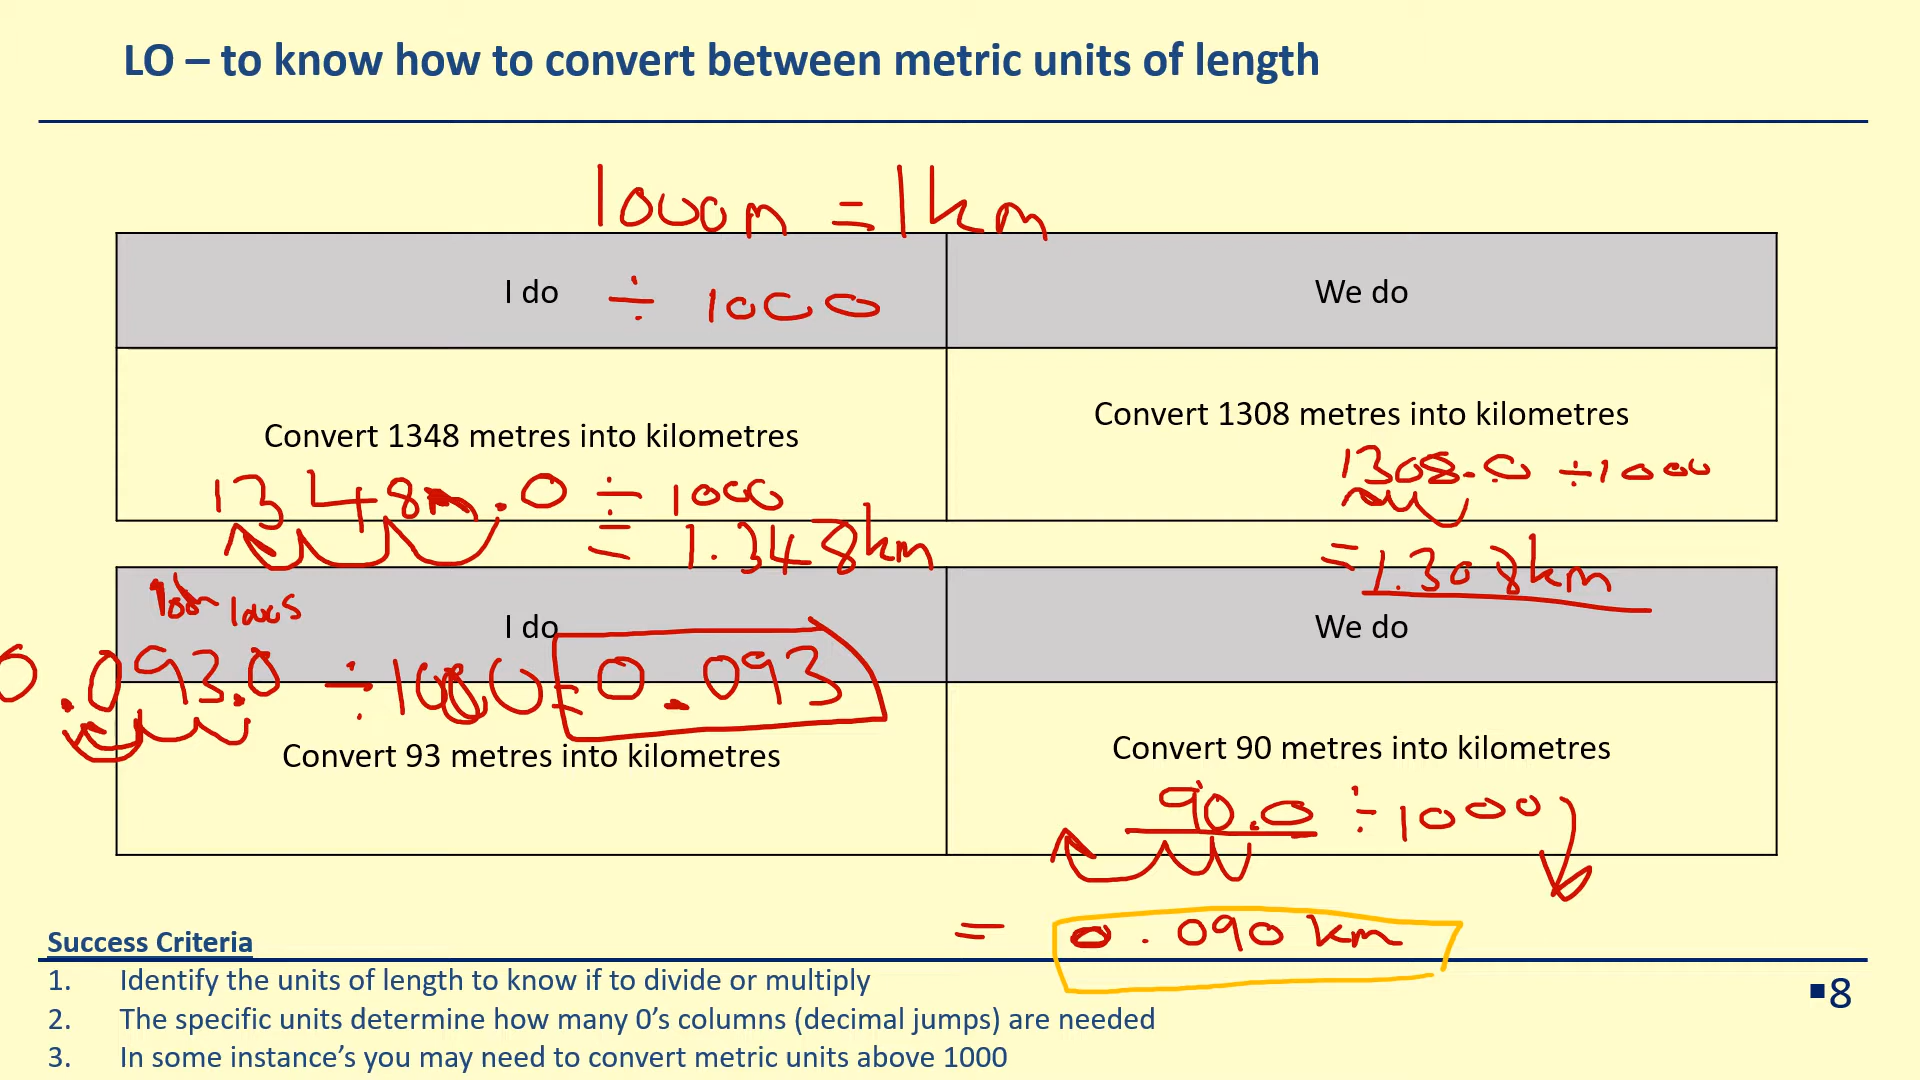 LO – to know how to convert between metric units of length
1000m = 1km
I do ÷ 1000
We do
Convert 1348 metres into kilometres
1348.0 ÷ 1000
= 1.348km
Convert 1308 metres into kilometres
1308.0 ÷ 1000
= 1.308km
I do
0.093.0 ÷ 1000 = 0.093
Convert 93 metres into kilometres
We do
Convert 90 metres into kilometres
90.0 ÷ 1000
= 0.090 km
Success Criteria
1. Identify the units of length to know if to divide or multiply
2. The specific units determine how many 0’s columns (decimal jumps) are needed
3. In some instance’s you may need to convert metric units above 1000
8